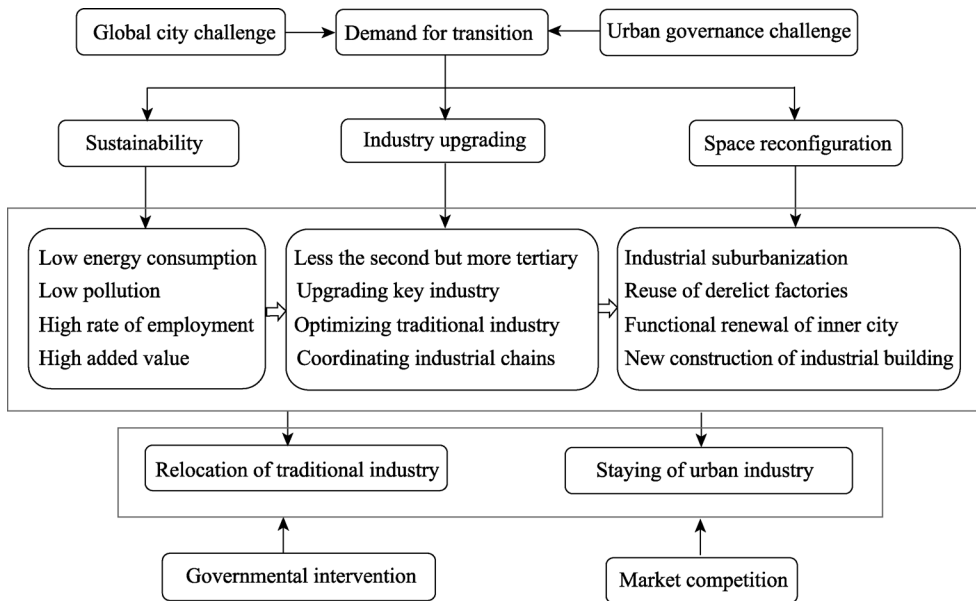 Global city challenge
Demand for transition
Urban governance challenge
Sustainability
Industry upgrading
Space reconfiguration
Low energy consumption
Low pollution
High rate of employment
High added value
Less the second but more tertiary
Upgrading key industry
Optimizing traditional industry
Coordinating industrial chains
Industrial suburbanization
Reuse of derelict factories
Functional renewal of inner city
New construction of industrial building
Relocation of traditional industry
Staying of urban industry
Governmental intervention
Market competition